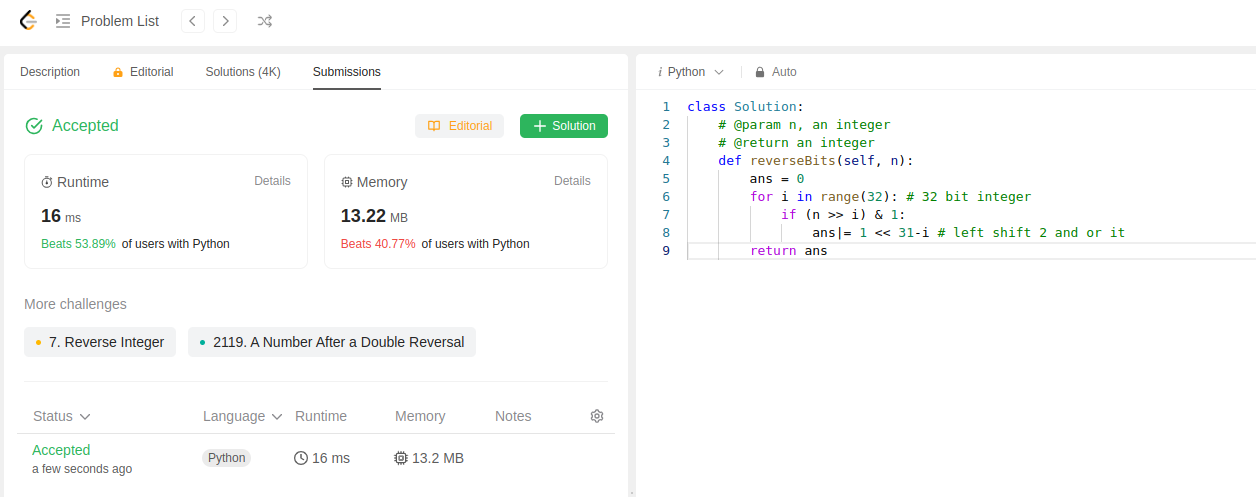 Problem List
Description Editorial Solutions (4K) Submissions
Accepted Editorial + Solution
Runtime Details
16 ms
Beats 53.89% of users with Python
Memory Details
13.22 MB
Beats 40.77% of users with Python
More challenges
7. Reverse Integer 2119. A Number After a Double Reversal
Status Language Runtime Memory Notes
Accepted Python 16 ms 13.2 MB
a few seconds ago
i Python Auto
1 class Solution:
2     # @param n, an integer
3     # @return an integer
4     def reverseBits(self, n):
5         ans = 0
6         for i in range(32): # 32 bit integer
7             if (n >> i) & 1:
8                 ans|= 1 << 31-i # left shift 2 and or it
9         return ans